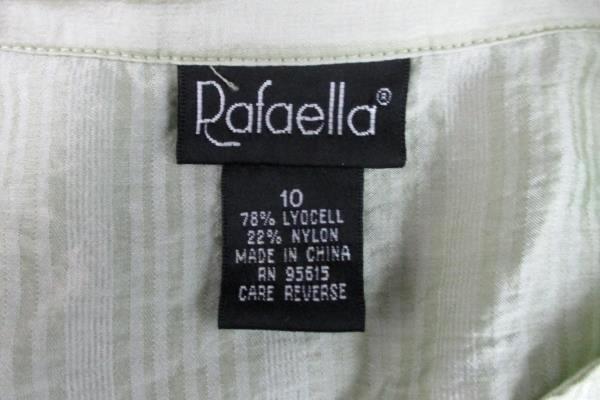 Rafaella®
10
78% LYOCELL
22% NYLON
MADE IN CHINA
RN 95615
CARE REVERSE